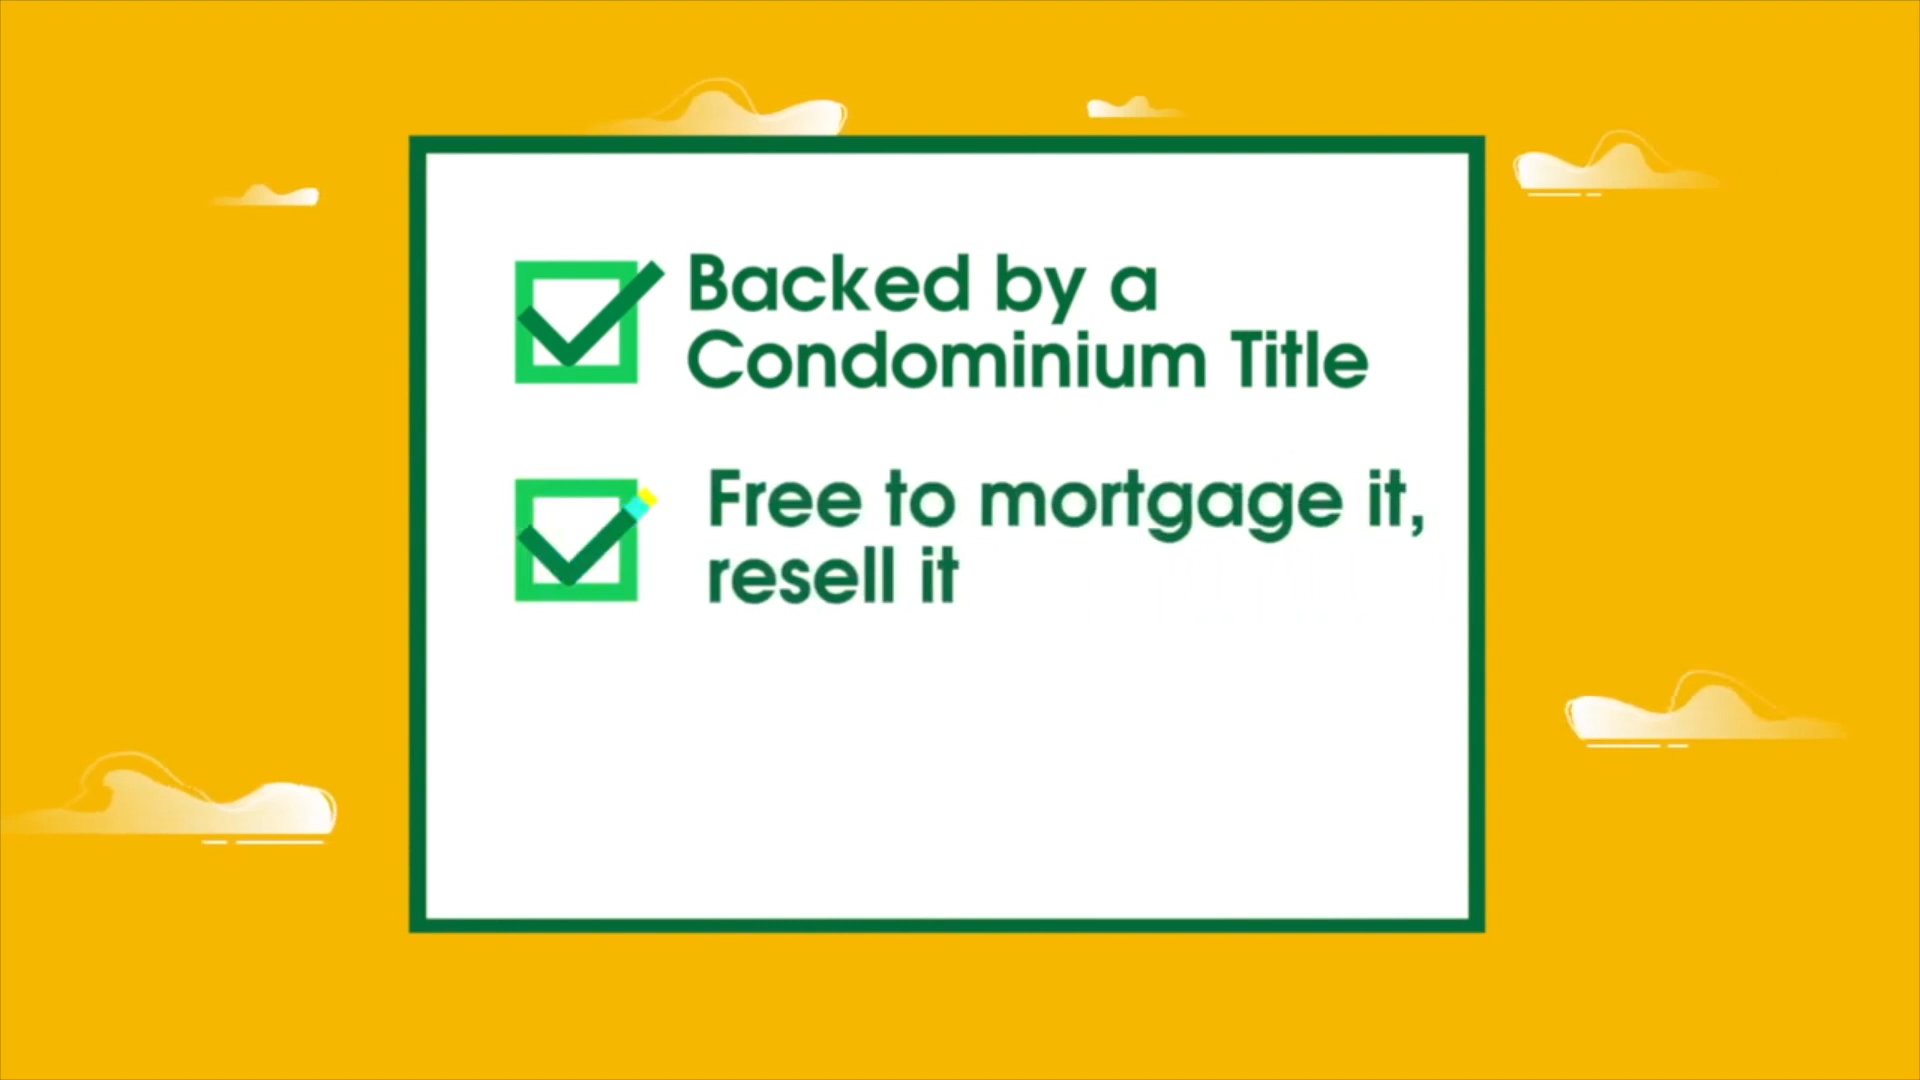 Backed by a
Condominium Title
Free to mortgage it,
resell it